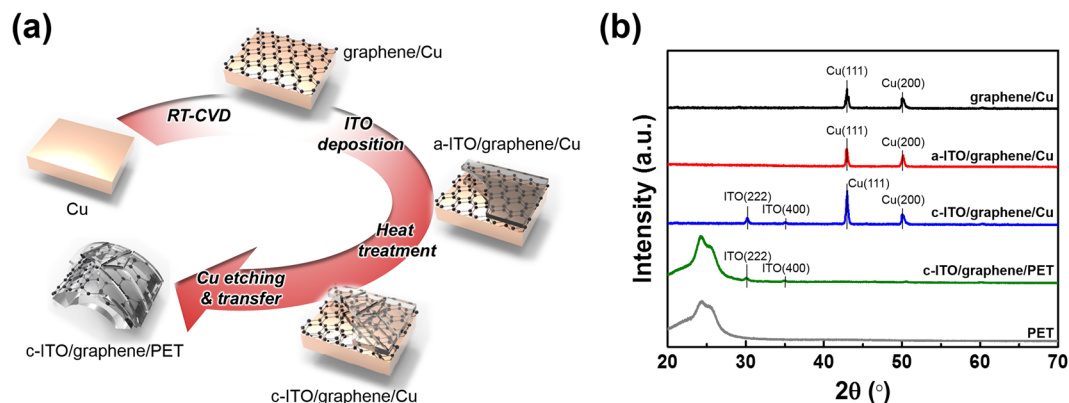 (a)
graphene/Cu
RT-CVD
ITO
deposition
a-ITO/graphene/Cu
Cu
Heat
treatment
Cu etching
& transfer
c-ITO/graphene/PET
c-ITO/graphene/Cu
(b)
Intensity (a.u.)
Cu(111)
Cu(200)
graphene/Cu
Cu(111)
Cu(200)
a-ITO/graphene/Cu
ITO(222)
ITO(400)
Cu(111)
Cu(200)
c-ITO/graphene/Cu
ITO(222)
ITO(400)
c-ITO/graphene/PET
PET
20 30 40 50 60 70
2θ (°)